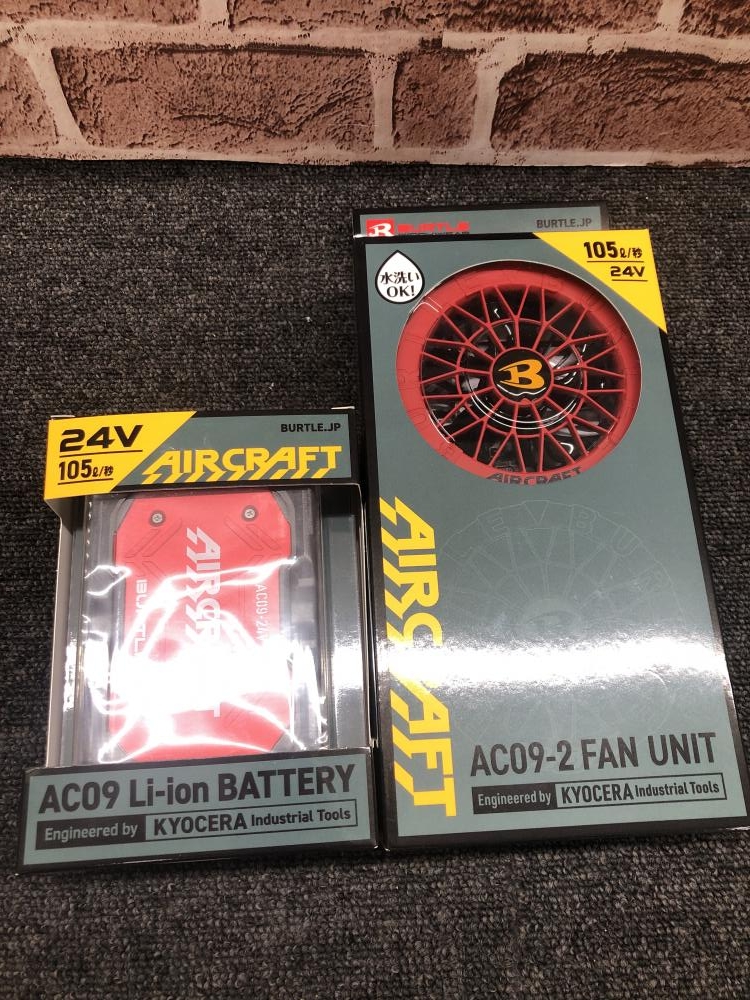 BURTLE
BURTLE.JP
105ℓ/秒
24V
水洗い
OK!
B
AIRCRAFT
AIRCRAFT
AC09-2 FAN UNIT
Engineered by KYOCERA Industrial Tools
24V
105ℓ/秒
BURTLE.JP
AIRCRAFT
AIRCRAFT
AC09 Li-ion BATTERY
Engineered by KYOCERA Industrial Tools